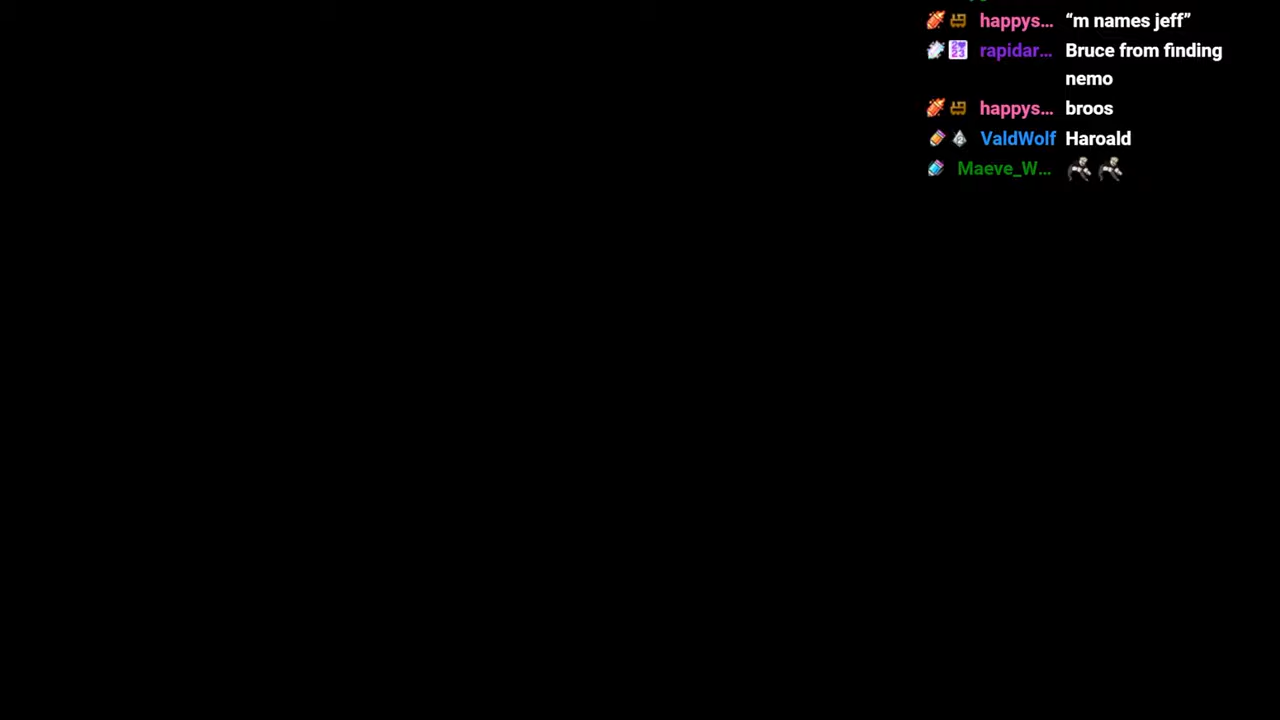 happys... “m names jeff”
rapidar... Bruce from finding
nemo
happys... broos
ValdWolf Haroald
Maeve_W...